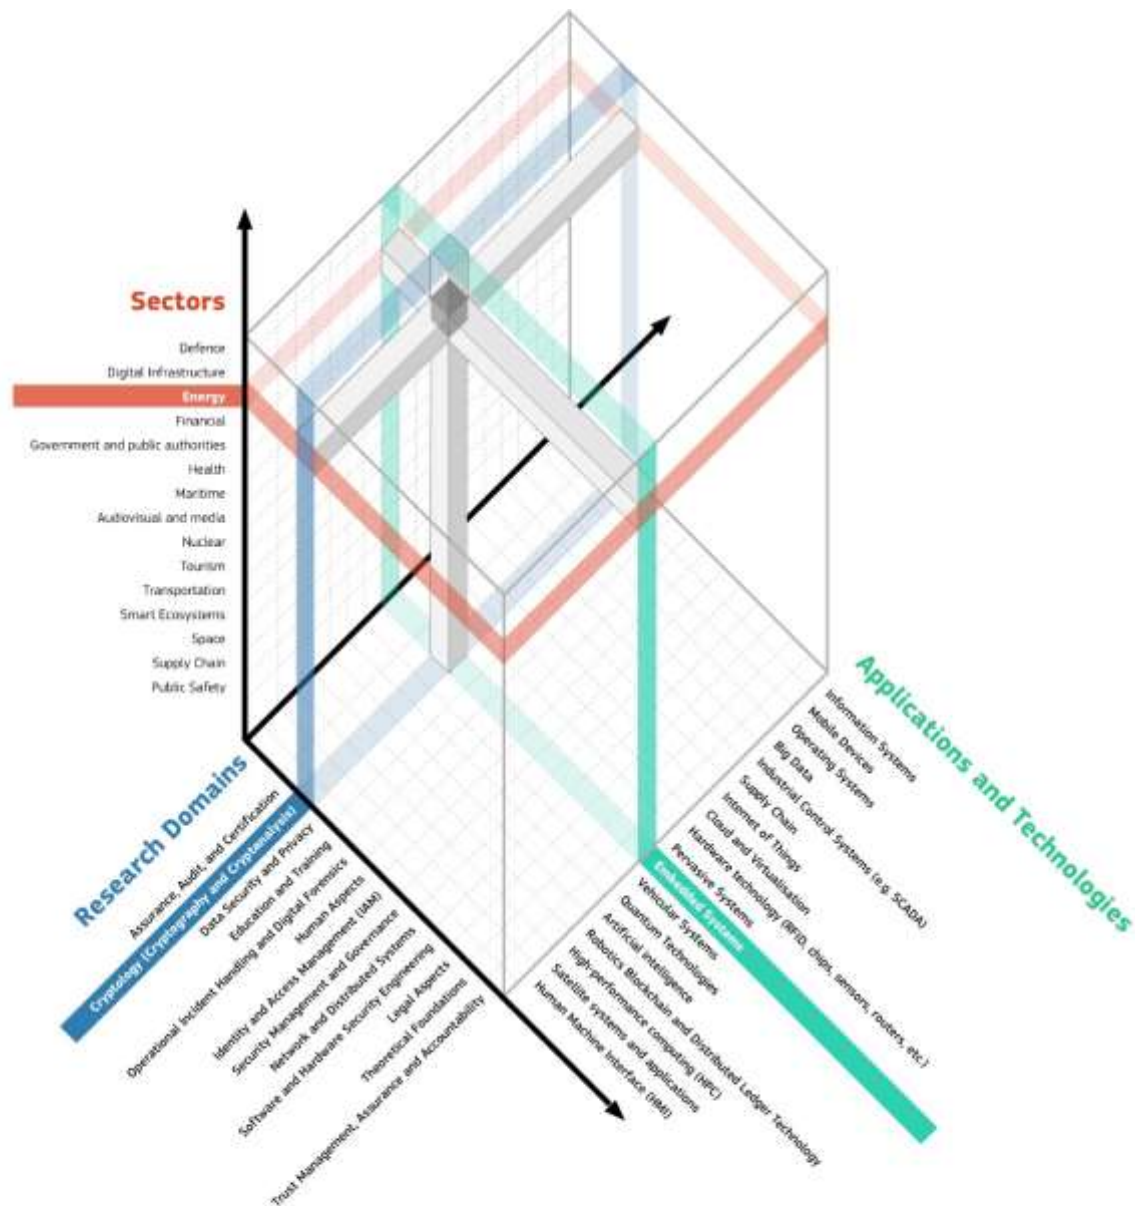 Sectors
Defence
Digital Infrastructure
Energy
Financial
Government and public authorities
Health
Maritime
Audiovisual and media
Nuclear
Tourism
Transportation
Smart Ecosystems
Space
Supply Chain
Public Safety
Research Domains
Assurance, Audit, and Certification
Cryptology (Cryptography and Cryptanalysis)
Data Security and Privacy
Education and Training
Operational Incident Handling and Digital Forensics
Human Aspects
Identity and Access Management (IAM)
Security Management and Governance
Network and Distributed Systems
Software and Hardware Security Engineering
Legal Aspects
Theoretical Foundations
Trust Management, Assurance and Accountability
Applications and Technologies
Information Systems
Mobile Devices
Operating Systems
Big Data
Industrial Control Systems (e.g. SCADA)
Supply Chain
Internet of Things
Cloud and Virtualisation
Hardware technology (RFID, chips, sensors, routers, etc.)
Pervasive Systems
Embedded Systems
Vehicular Systems
Quantum Technologies
Artificial intelligence
Robotics Blockchain and Distributed Ledger Technology
High-performance computing (HPC)
Satellite systems and applications
Human Machine Interface (HMI)